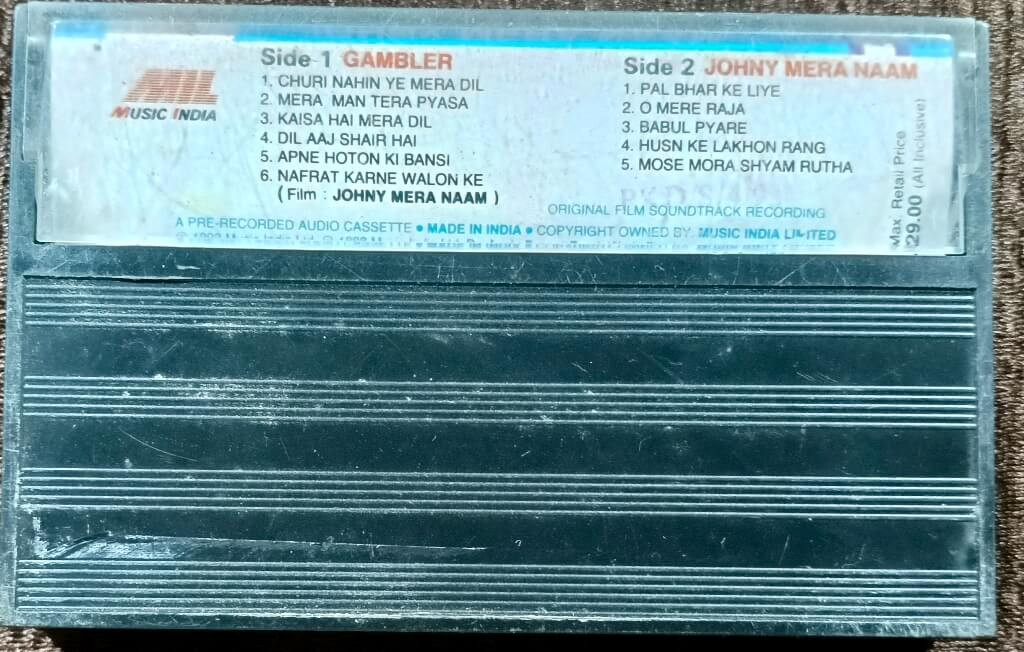 MIL
MUSIC INDIA
Side-1 GAMBLER
1. CHURI NAHIN YE MERA DIL
2. MERA MAN TERA PYASA
3. KAISA HAI MERA DIL
4. DIL AAJ SHAIR HAI
5. APNE HOTON KI BANSI
6. NAFRAT KARNE WALON KE
(Film : JOHNY MERA NAAM)
Side 2 JOHNY MERA NAAM
1. PAL BHAR KE LIYE
2. O MERE RAJA
3. BABUL PYARE
4. HUSN KE LAKHON RANG
5. MOSE MORA SHYAM RUTHA
ORIGINAL FILM SOUNDTRACK RECORDING
A PRE-RECORDED AUDIO CASSETTE • MADE IN INDIA • COPYRIGHT OWNED BY: MUSIC INDIA LIMITED
Max. Retail Price
29.00 (All Inclusive)